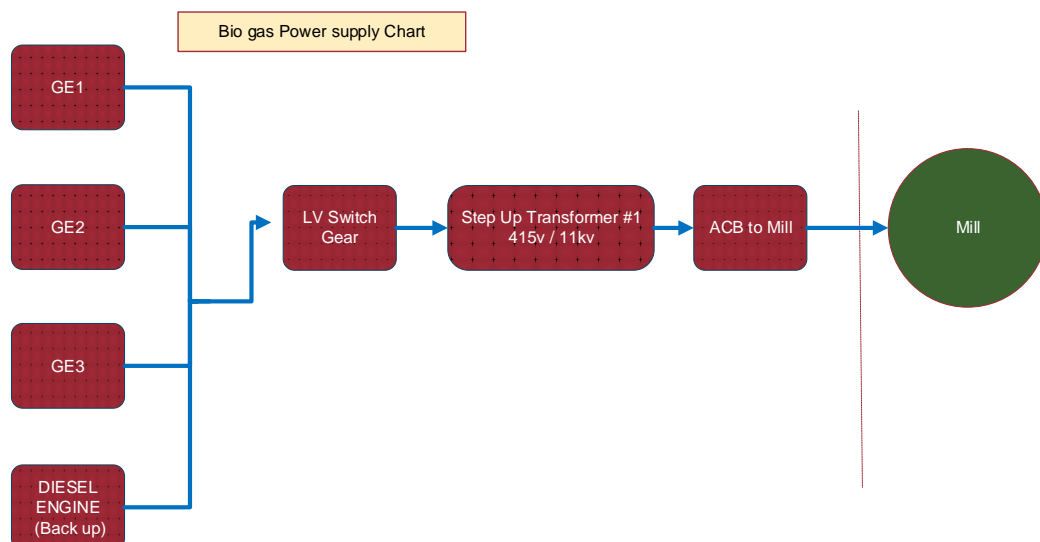 Bio gas Power supply Chart
GE1
GE2
GE3
DIESEL
ENGINE
(Back up)
LV Switch
Gear
Step Up Transformer #1
415v / 11kv
ACB to Mill
Mill